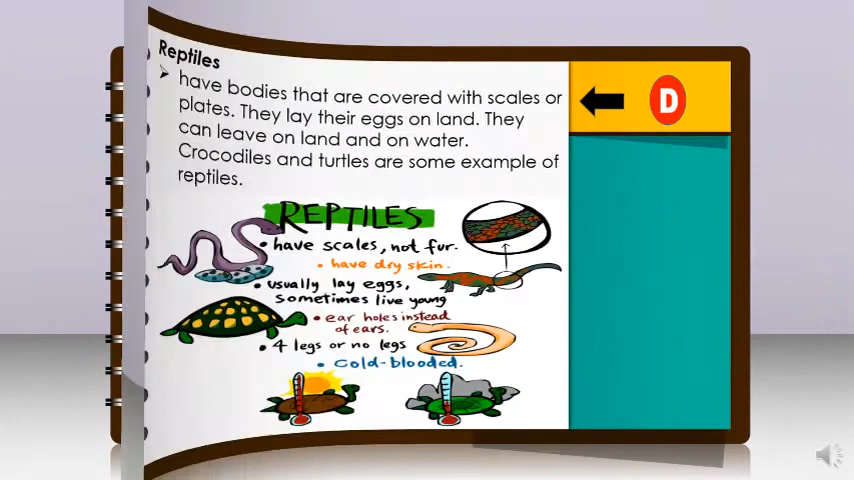 Reptiles
have bodies that are covered with scales or
plates. They lay their eggs on land. They
can leave on land and on water.
Crocodiles and turtles are some example of
reptiles.
D
REPTILES
• have scales, not fur.
• have dry skin.
• usually lay eggs,
sometimes live young
• ear holes instead
of ears.
• 4 legs or no legs
• cold-blooded.